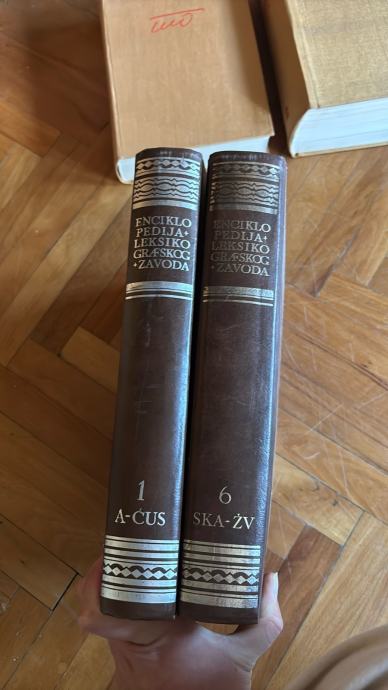 ENCIKLO
PEDIJA✦
LEKSIKO
GRAFSKOG
✦ZAVODA
1
A-ĆUS
ENCIKLO
PEDIJA✦
LEKSIKO
GRAFSKOG
✦ZAVODA
6
SKA-ŽV